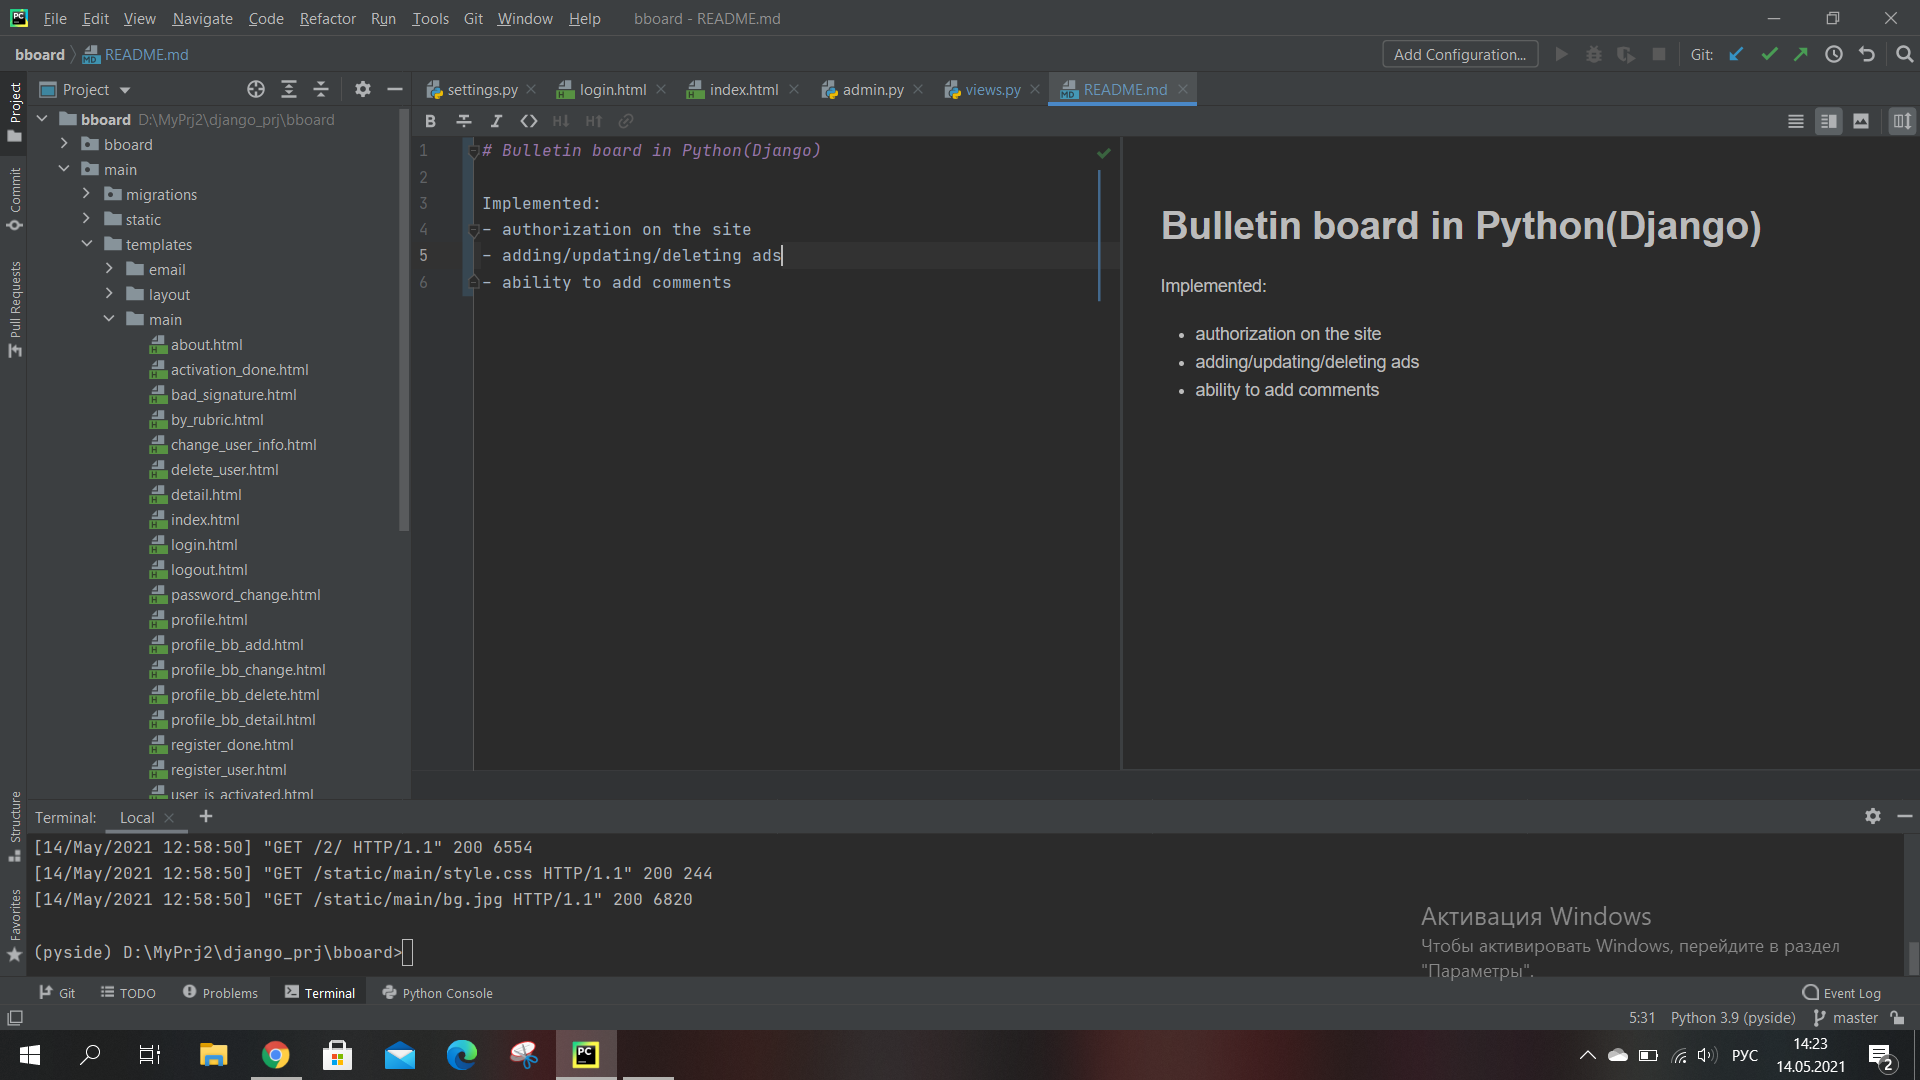 PC File Edit View Navigate Code Refactor Run Tools Git Window Help bboard - README.md
bboard README.md Add Configuration... Git:
Project
settings.py login.html index.html admin.py views.py README.md
Project
Commit
Pull Requests
Structure
Favorites
bboard D:\MyPrj2\django_prj\bboard
bboard
main
migrations
static
templates
email
layout
main
about.html
activation_done.html
bad_signature.html
by_rubric.html
change_user_info.html
delete_user.html
detail.html
index.html
login.html
logout.html
password_change.html
profile.html
profile_bb_add.html
profile_bb_change.html
profile_bb_delete.html
profile_bb_detail.html
register_done.html
register_user.html
user_is_activated.html
B I <> H↓ H↑
1 # Bulletin board in Python(Django)
2
3 Implemented:
4 - authorization on the site
5 - adding/updating/deleting ads
6 - ability to add comments
Bulletin board in Python(Django)
Implemented:
• authorization on the site
• adding/updating/deleting ads
• ability to add comments
Terminal: Local +
[14/May/2021 12:58:50] "GET /2/ HTTP/1.1" 200 6554
[14/May/2021 12:58:50] "GET /static/main/style.css HTTP/1.1" 200 244
[14/May/2021 12:58:50] "GET /static/main/bg.jpg HTTP/1.1" 200 6820
(pyside) D:\MyPrj2\django_prj\bboard>
Активация Windows
Чтобы активировать Windows, перейдите в раздел
"Параметры".
Git TODO Problems Terminal Python Console Event Log
5:31 Python 3.9 (pyside) master
PC РУС 14:23
14.05.2021
2